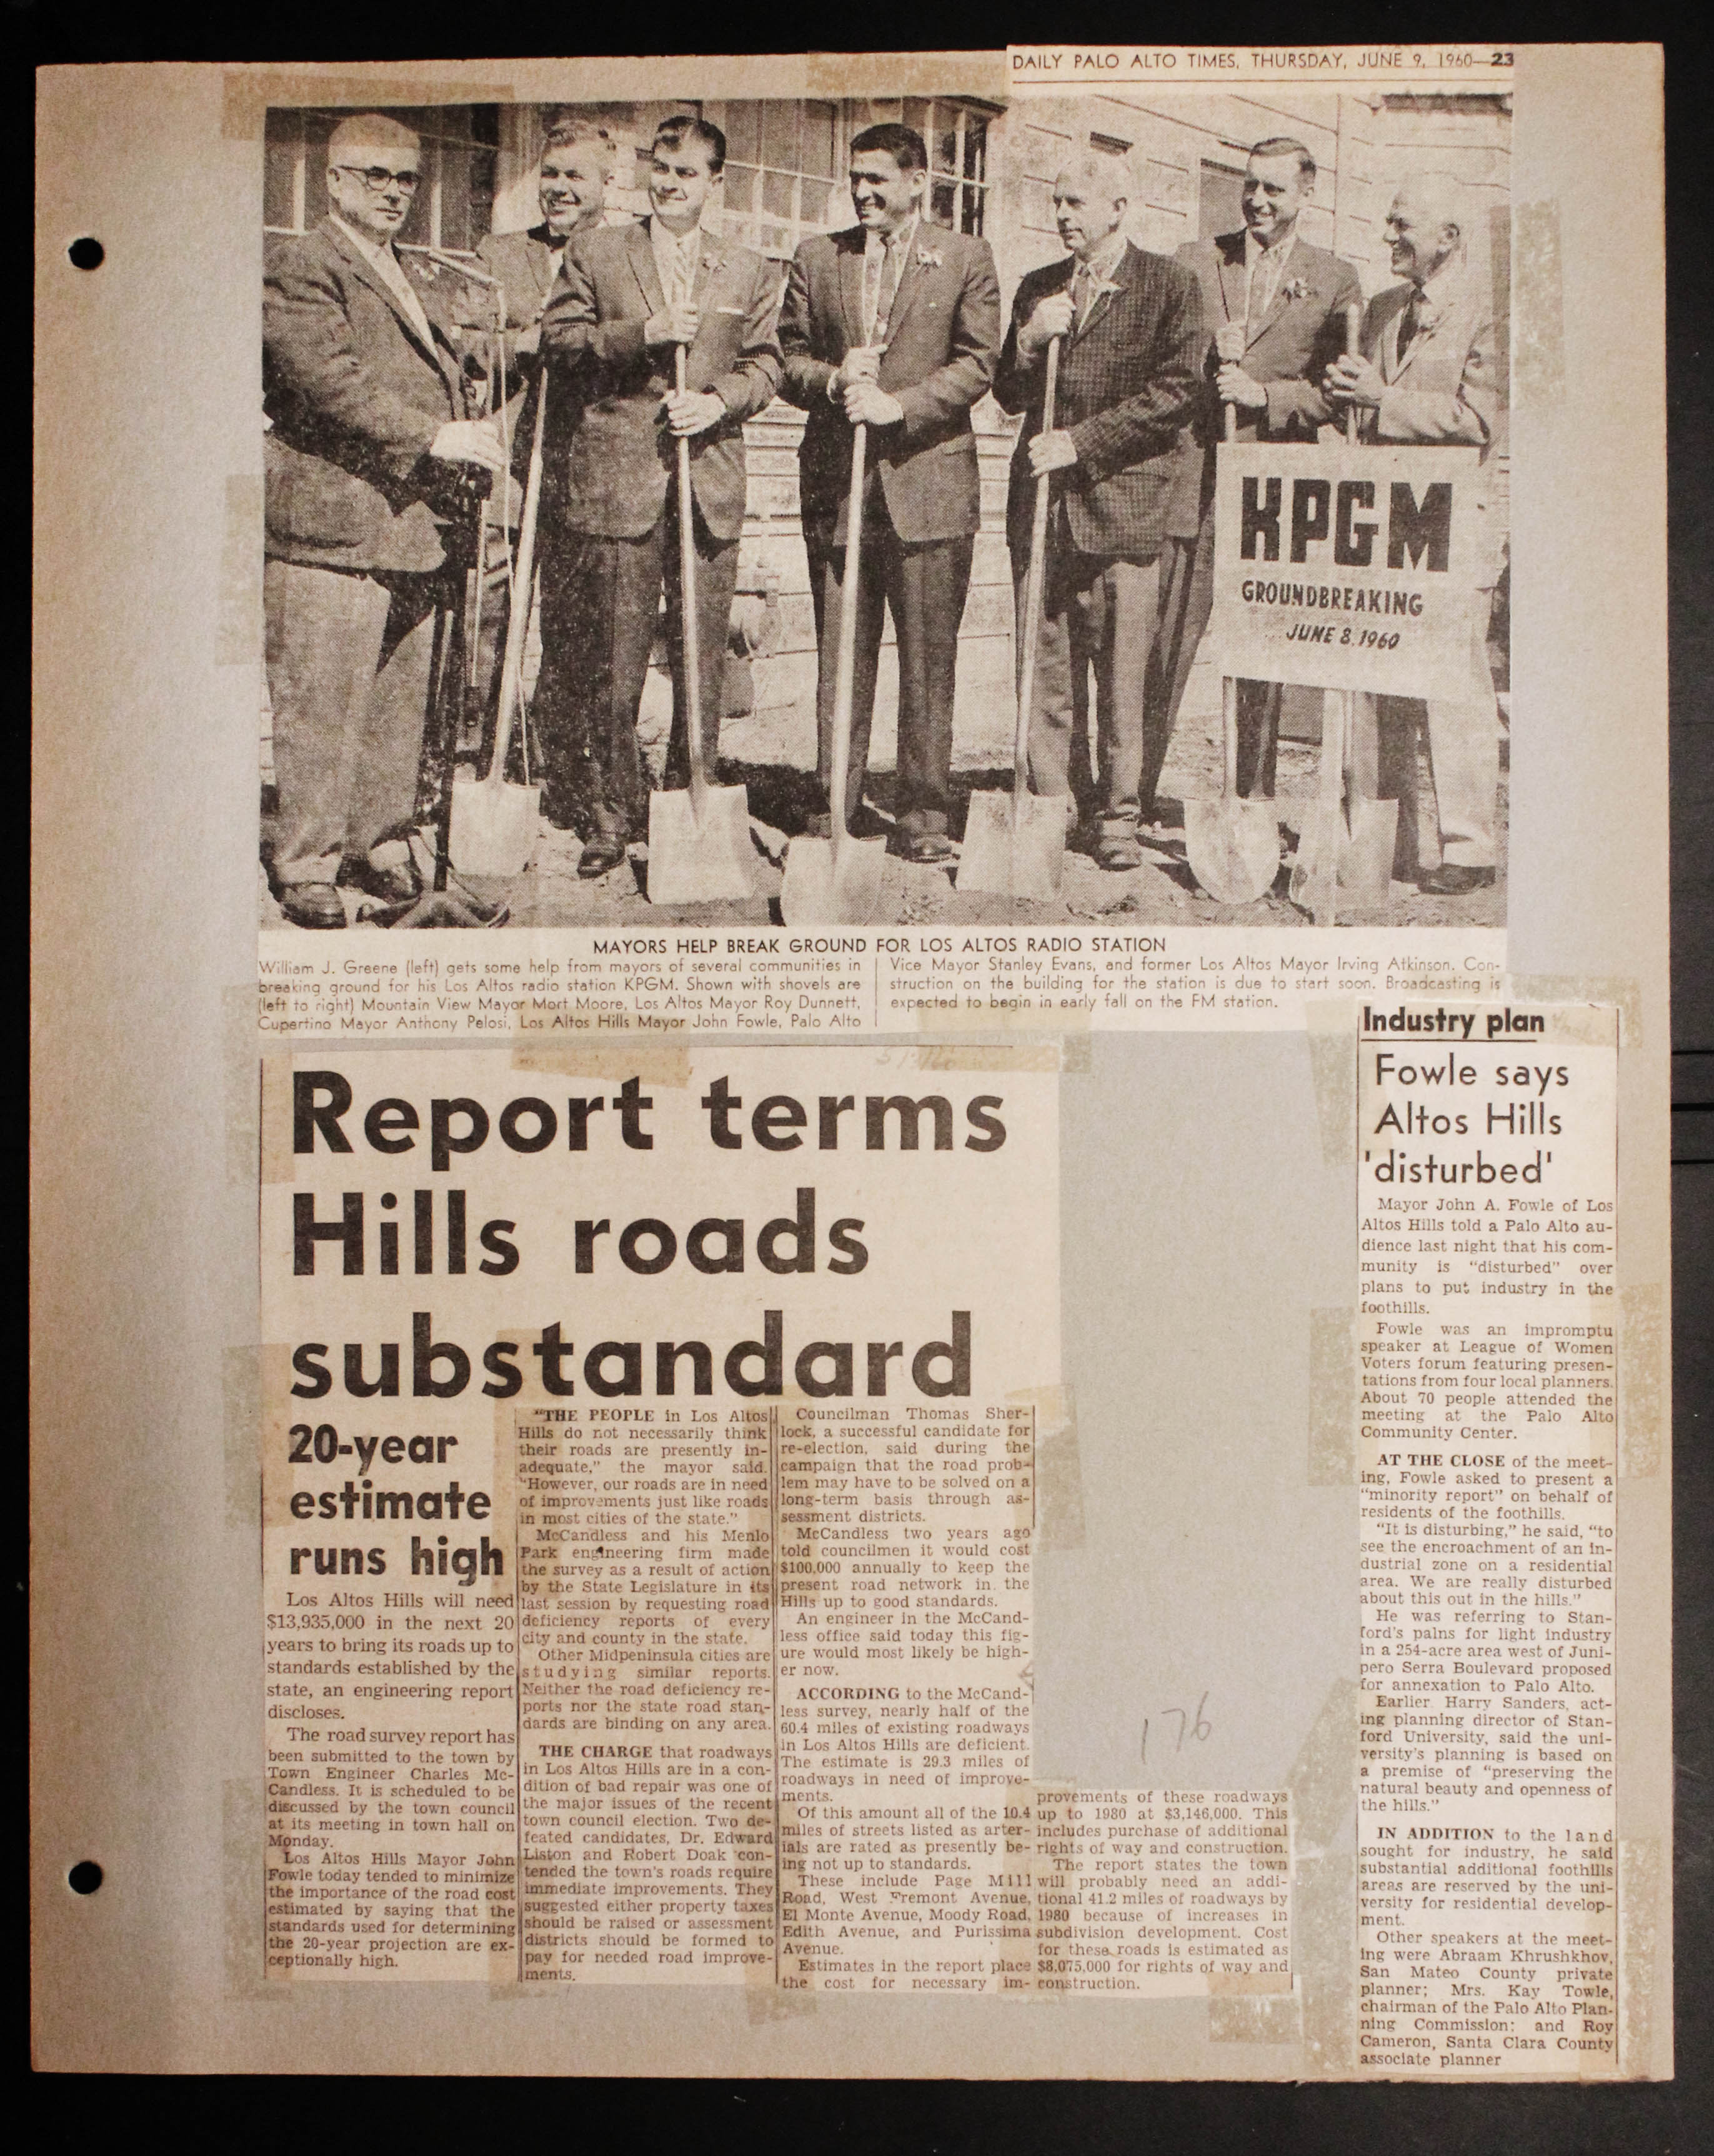 DAILY PALO ALTO TIMES, THURSDAY, JUNE 9, 1960—23
KPGM
GROUNDBREAKING
JUNE 8, 1960
MAYORS HELP BREAK GROUND FOR LOS ALTOS RADIO STATION
William J. Greene (left) gets some help from mayors of several communities in
breaking ground for his Los Altos radio station KPGM. Shown with shovels are
(left to right) Mountain View Mayor Mort Moore, Los Altos Mayor Roy Dunnett,
Cupertino Mayor Anthony Pelosi, Los Altos Hills Mayor John Fowle, Palo Alto
Vice Mayor Stanley Evans, and former Los Altos Mayor Irving Atkinson. Con-
struction on the building for the station is due to start soon. Broadcasting is
expected to begin in early fall on the FM station.
Report terms
Hills roads
substandard
20-year
estimate
runs high
Los Altos Hills will need
$13,935,000 in the next 20
years to bring its roads up to
standards established by the
state, an engineering report
discloses.
The road survey report has
been submitted to the town by
Town Engineer Charles Mc-
Candless. It is scheduled to be
discussed by the town council
at its meeting in town hall on
Monday.
Los Altos Hills Mayor John
Fowle today tended to minimize
the importance of the road cost
estimated by saying that the
standards used for determining
the 20-year projection are ex-
ceptionally high.
"THE PEOPLE in Los Altos
Hills do not necessarily think
their roads are presently in-
adequate," the mayor said.
"However, our roads are in need
of improvements just like roads
in most cities of the state."
McCandless and his Menlo
Park engineering firm made
the survey as a result of action
by the State Legislature in its
last session by requesting road
deficiency reports of every
city and county in the state.
Other Midpeninsula cities are
studying similar reports.
Neither the road deficiency re-
ports nor the state road stan-
dards are binding on any area.
THE CHARGE that roadways
in Los Altos Hills are in a con-
dition of bad repair was one of
the major issues of the recent
town council election. Two de-
feated candidates, Dr. Edward
Liston and Robert Doak con-
tended the town's roads require
immediate improvements. They
suggested either property taxes
should be raised or assessment
districts should be formed to
pay for needed road improve-
ments.
Councilman Thomas Sher-
lock, a successful candidate for
re-election, said during the
campaign that the road prob-
lem may have to be solved on a
long-term basis through as-
sessment districts.
McCandless two years ago
told councilmen it would cost
$100,000 annually to keep the
present road network in the
Hills up to good standards.
An engineer in the McCand-
less office said today this fig-
ure would most likely be high-
er now.
ACCORDING to the McCand-
less survey, nearly half of the
60.4 miles of existing roadways
in Los Altos Hills are deficient.
The estimate is 29.3 miles of
roadways in need of improve-
ments.
Of this amount all of the 10.4
miles of streets listed as arter-
ials are rated as presently be-
ing not up to standards.
These include Page Mill
Road, West Fremont Avenue,
El Monte Avenue, Moody Road,
Edith Avenue, and Purissima
Avenue.
Estimates in the report place
the cost for necessary im-
provements of these roadways
up to 1980 at $3,146,000. This
includes purchase of additional
rights of way and construction.
The report states the town
will probably need an addi-
tional 41.2 miles of roadways by
1980 because of increases in
subdivision development. Cost
for these roads is estimated as
$8,075,000 for rights of way and
construction.
176
Industry plan
Fowle says
Altos Hills
'disturbed'
Mayor John A. Fowle of Los
Altos Hills told a Palo Alto au-
dience last night that his com-
munity is "disturbed" over
plans to put industry in the
foothills.
Fowle was an impromptu
speaker at League of Women
Voters forum featuring presen-
tations from four local planners.
About 70 people attended the
meeting at the Palo Alto
Community Center.
AT THE CLOSE of the meet-
ing, Fowle asked to present a
"minority report" on behalf of
residents of the foothills.
"It is disturbing," he said, "to
see the encroachment of an in-
dustrial zone on a residential
area. We are really disturbed
about this out in the hills."
He was referring to Stan-
ford's palns for light industry
in a 254-acre area west of Juni-
pero Serra Boulevard proposed
for annexation to Palo Alto.
Earlier Harry Sanders, act-
ing planning director of Stan-
ford University, said the uni-
versity's planning is based on
a premise of "preserving the
natural beauty and openness of
the hills."
IN ADDITION to the land
sought for industry, he said
substantial additional foothills
areas are reserved by the uni-
versity for residential develop-
ment.
Other speakers at the meet-
ing were Abraam Khrushkhov,
San Mateo County private
planner; Mrs. Kay Towle,
chairman of the Palo Alto Plan-
ning Commission; and Roy
Cameron, Santa Clara County
associate planner